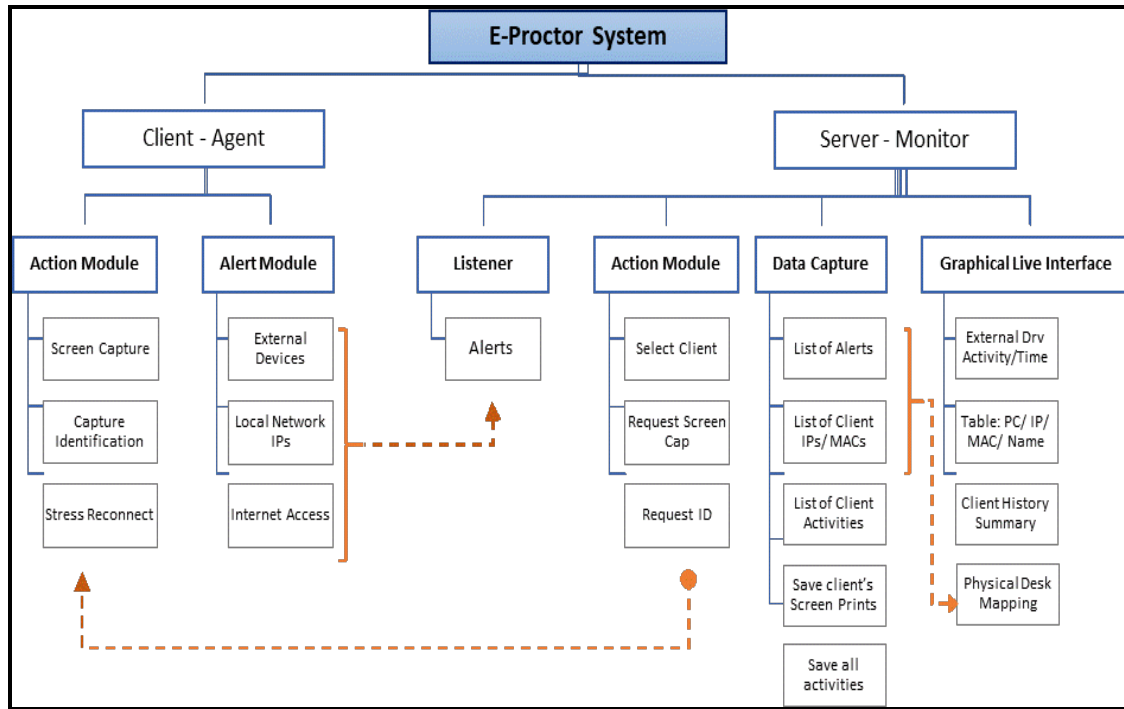 E-Proctor System
Client - Agent
Server - Monitor
Action Module
Alert Module
Listener
Action Module
Data Capture
Graphical Live Interface
Screen Capture
External
Devices
Alerts
Select Client
List of Alerts
External Drv
Activity/Time
Capture
Identification
Local Network
IPs
Request Screen
Cap
List of Client
IPs/ MACs
Table: PC/ IP/
MAC/ Name
Stress Reconnect
Internet Access
Request ID
List of Client
Activities
Client History
Summary
Save client's
Screen Prints
Physical Desk
Mapping
Save all
activities